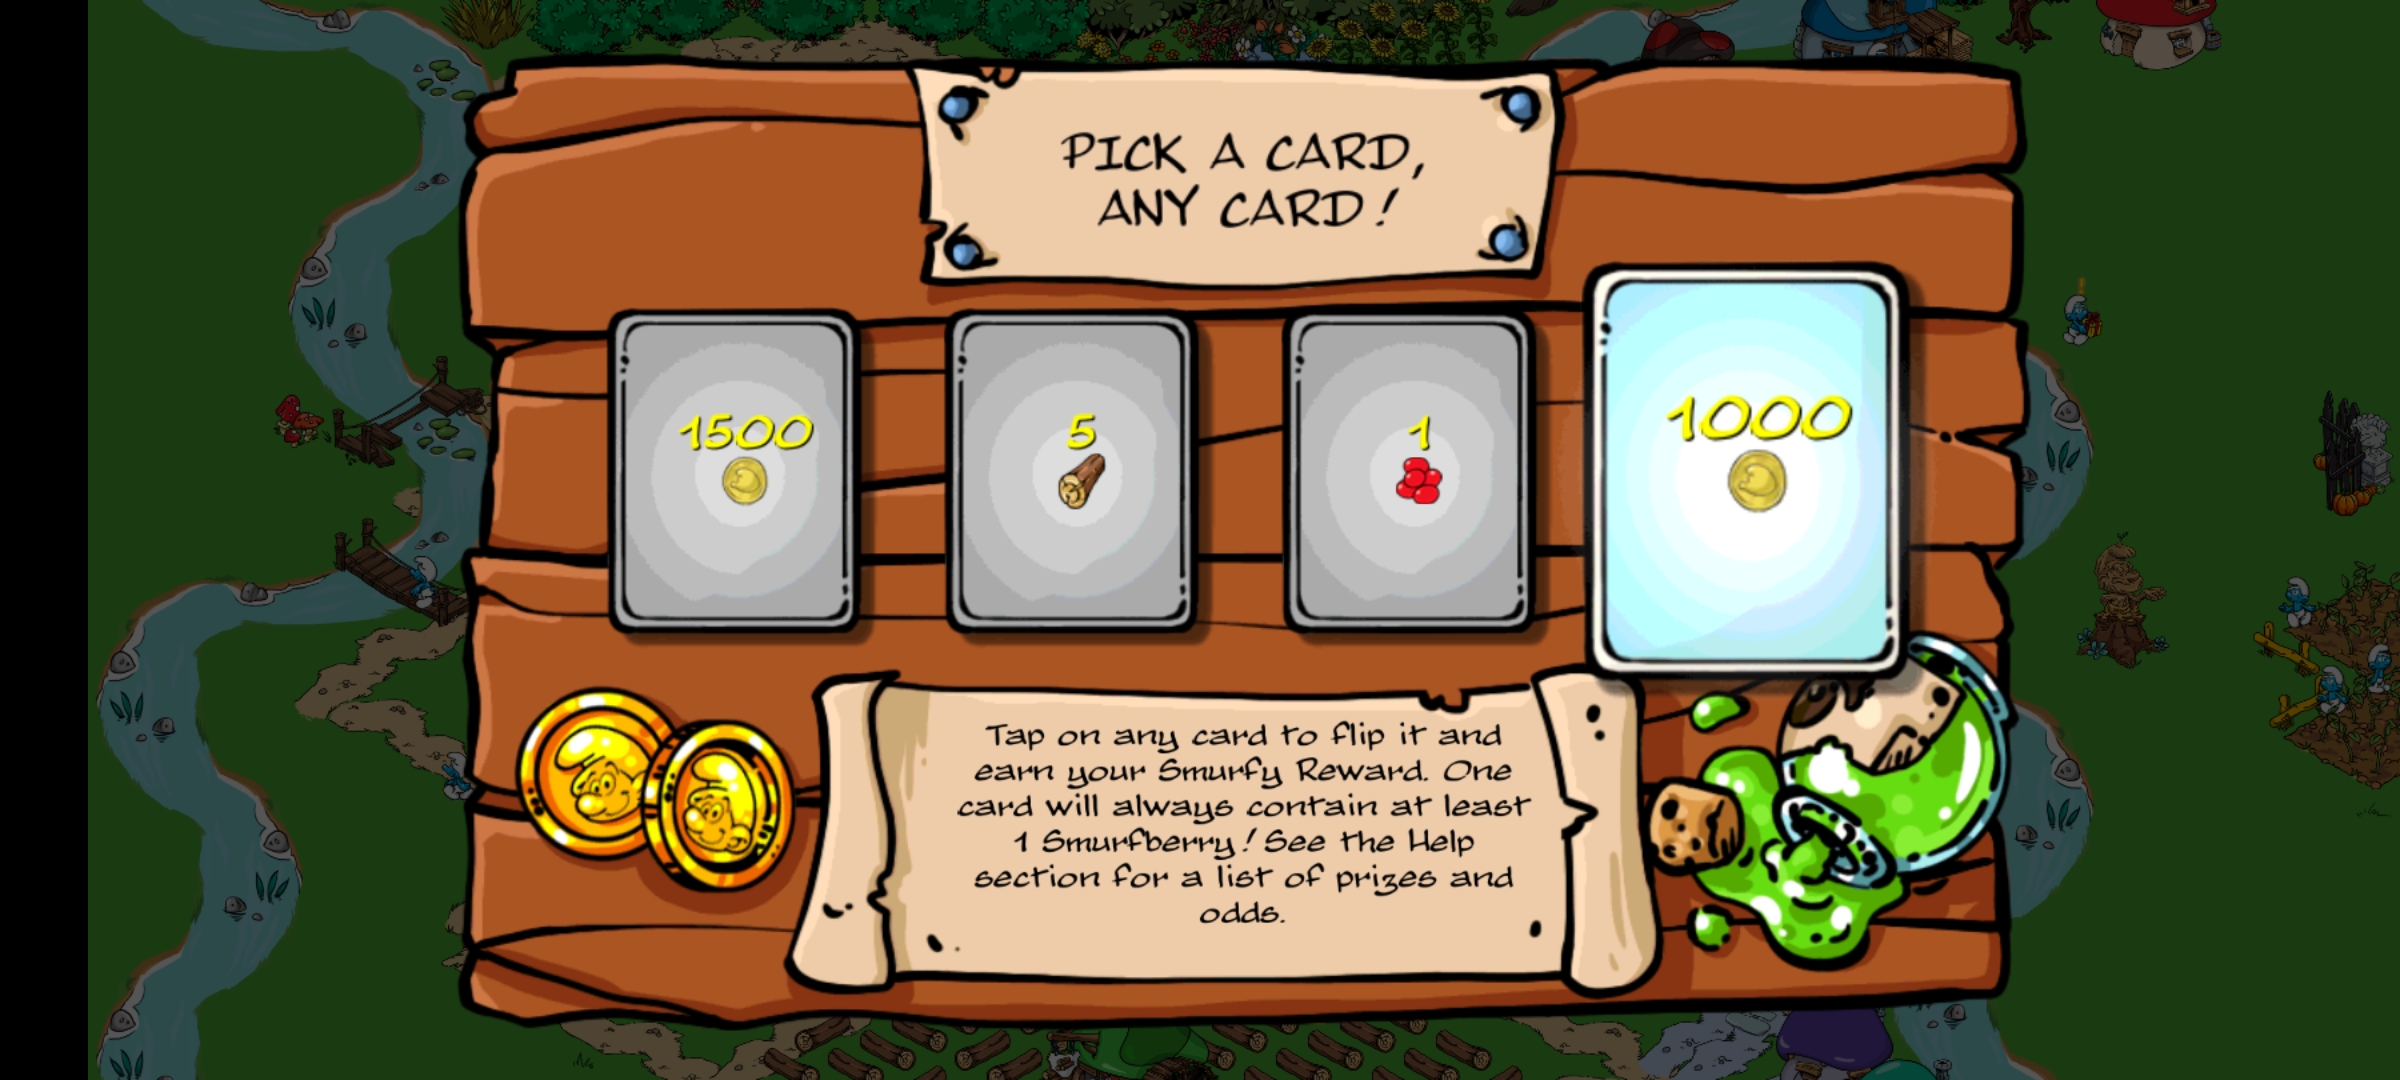 PICK A CARD,
ANY CARD!
1500
5
1
1000
Tap on any card to flip it and
earn your Smurfy Reward. One
card will always contain at least
1 Smurfberry! See the Help
section for a list of prizes and
odds.